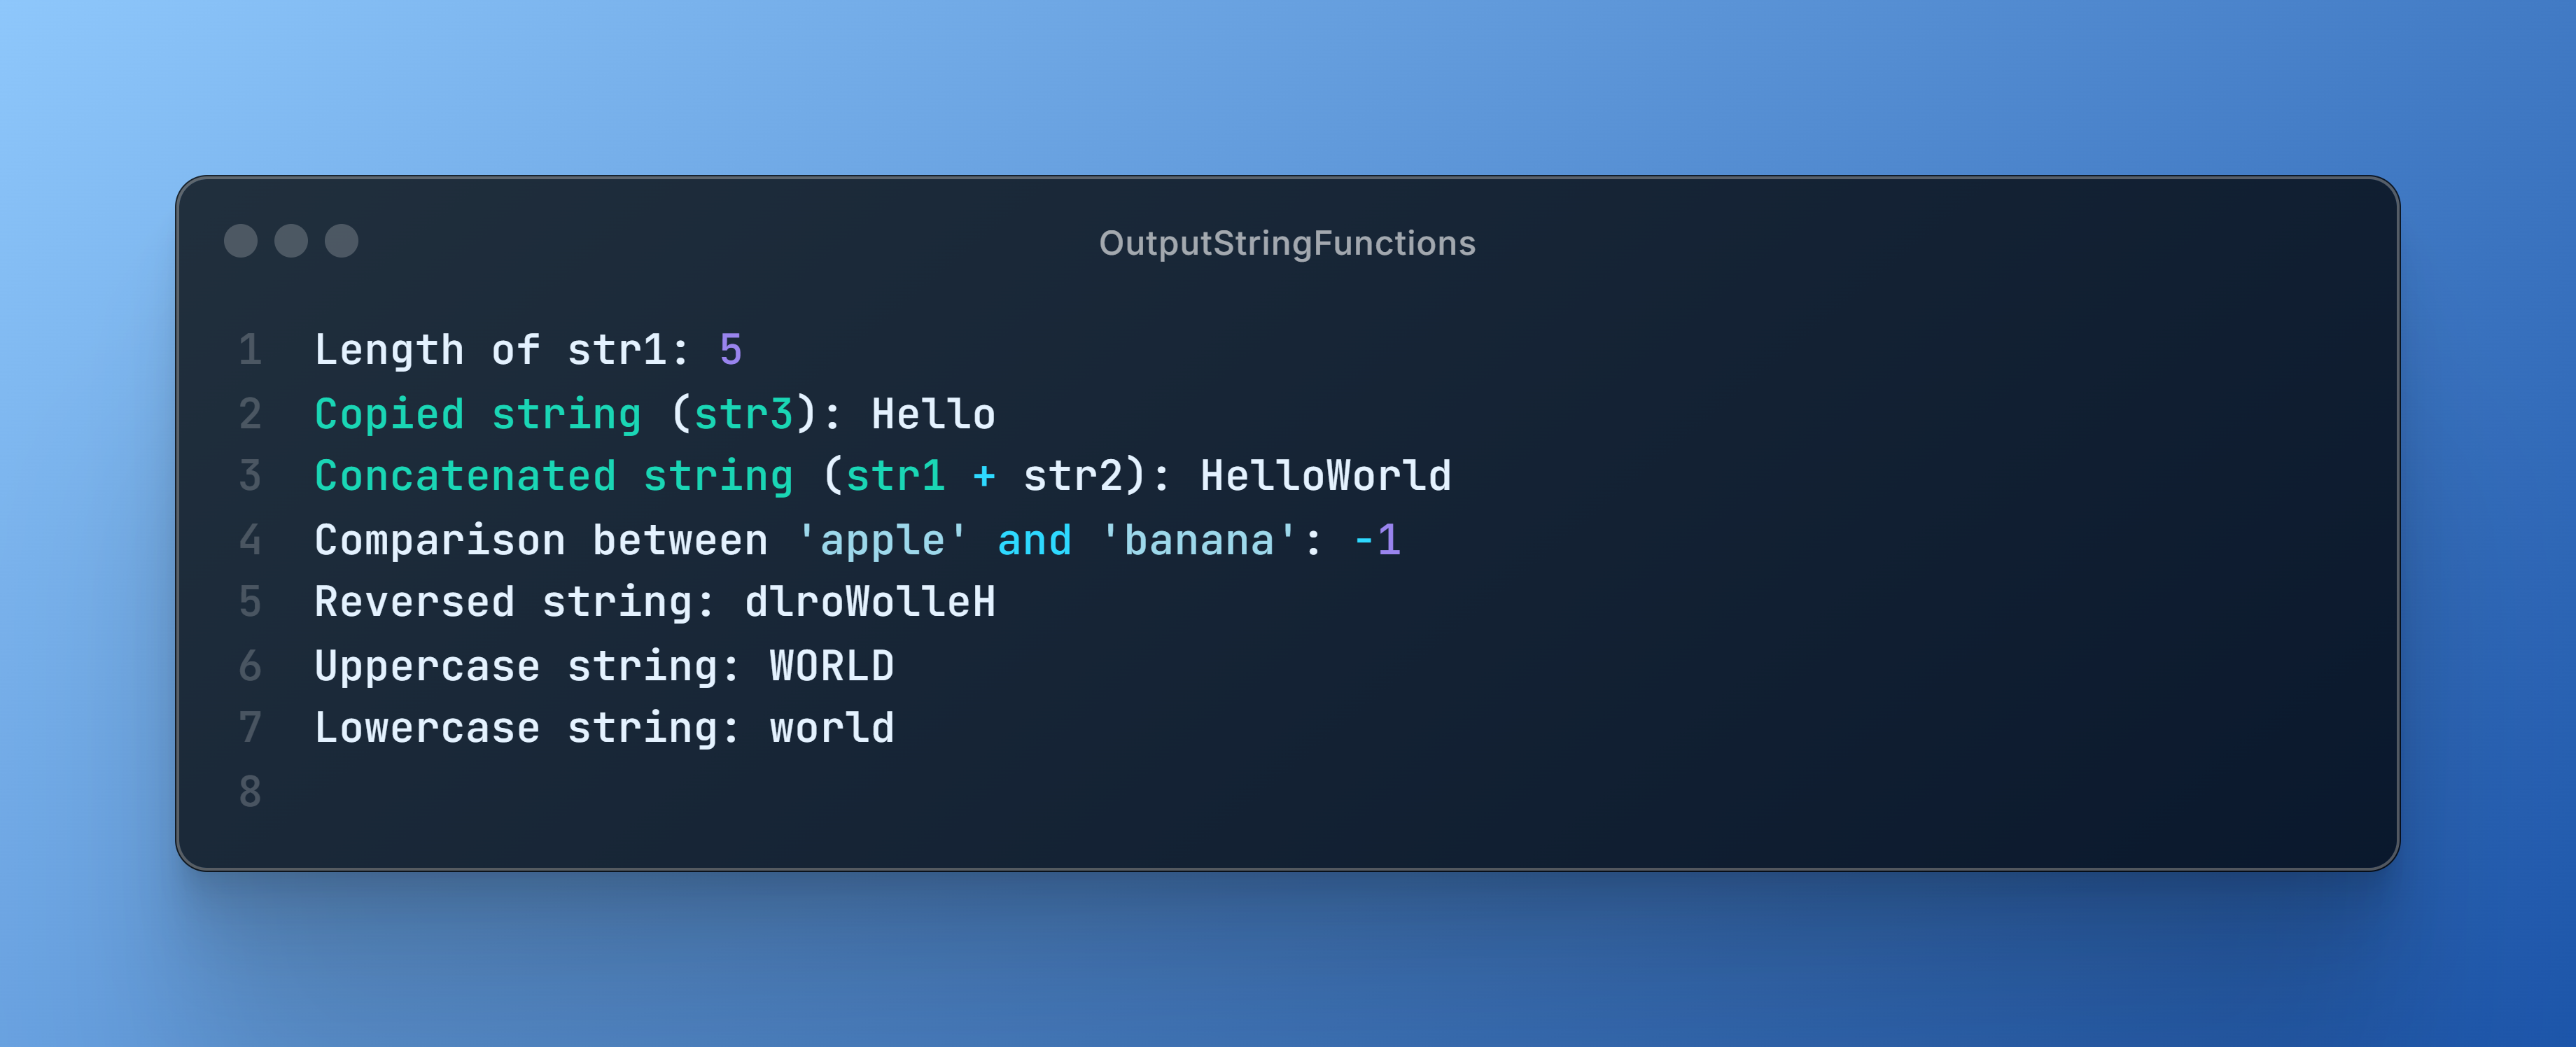 OutputStringFunctions
1 Length of str1: 5
2 Copied string (str3): Hello
3 Concatenated string (str1 + str2): HelloWorld
4 Comparison between 'apple' and 'banana': -1
5 Reversed string: dlroWolleH
6 Uppercase string: WORLD
7 Lowercase string: world
8